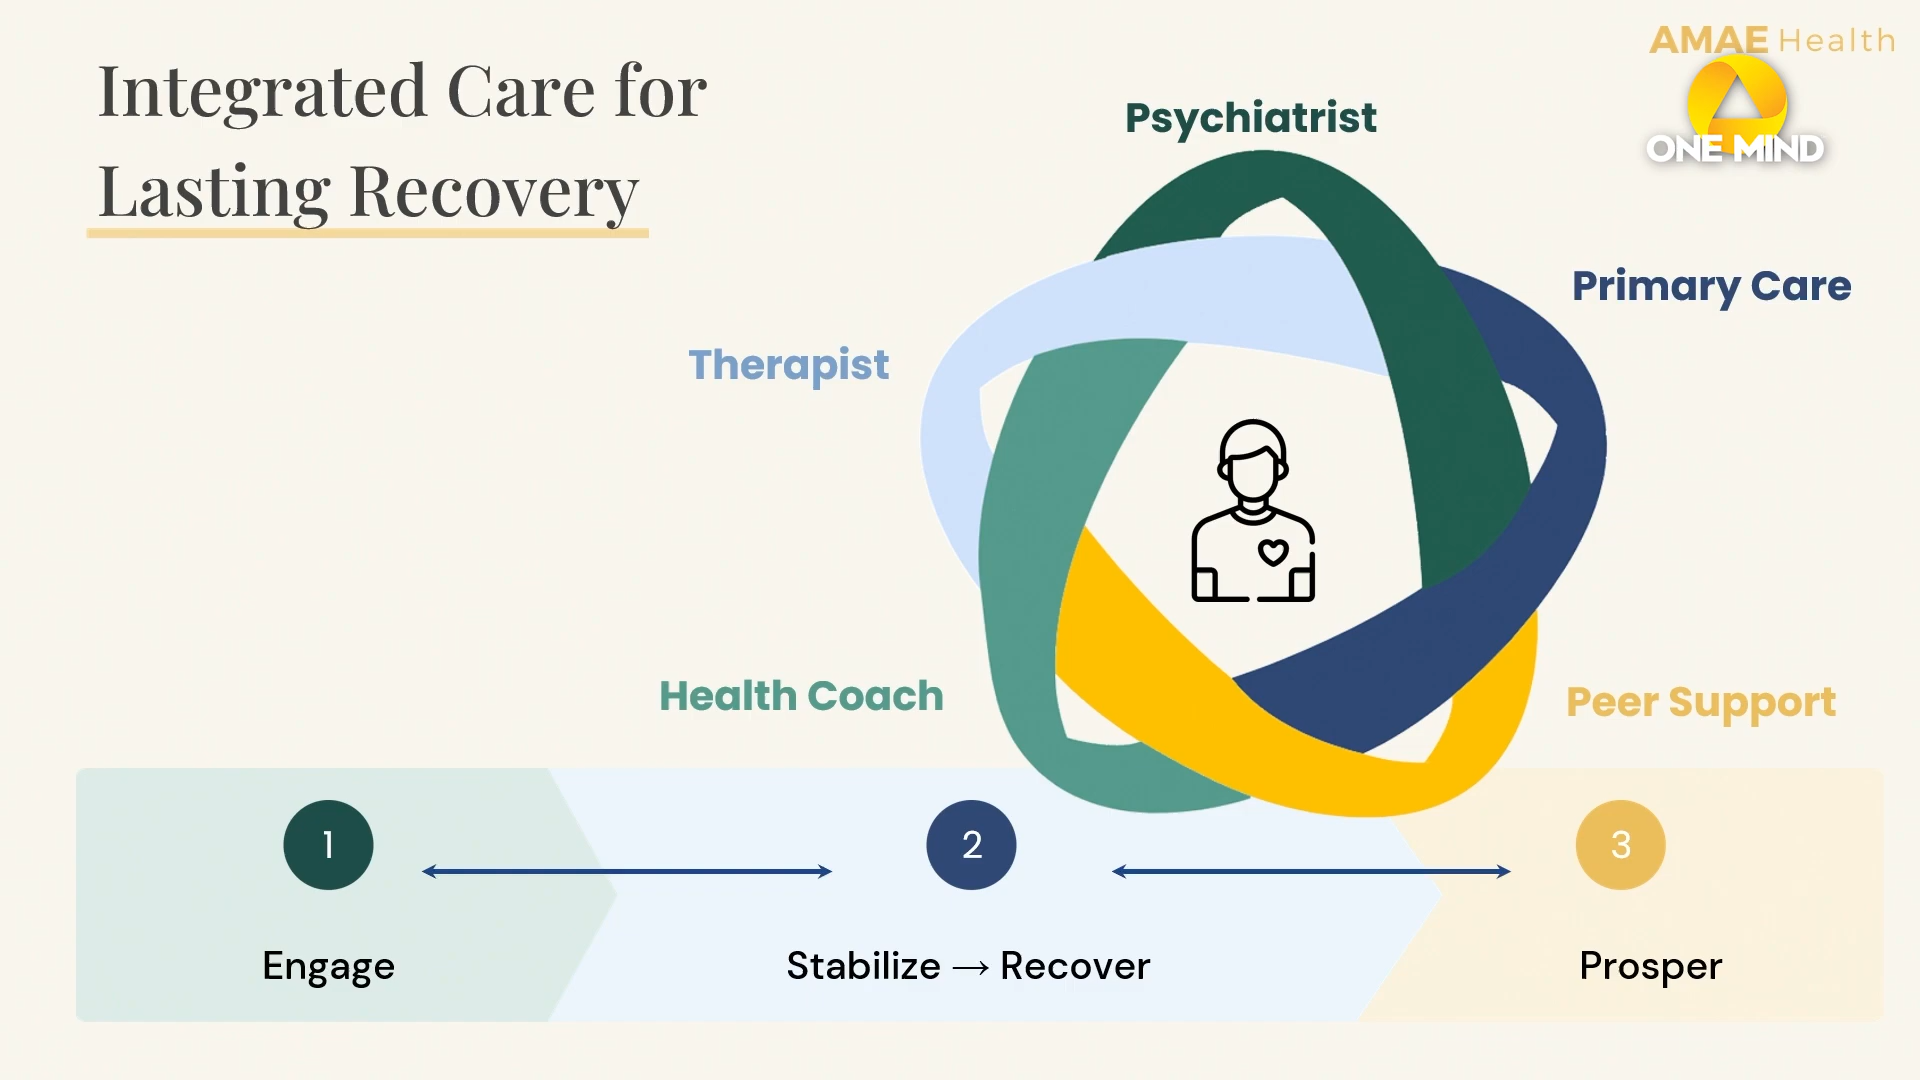 Integrated Care for
Lasting Recovery
AMAE Health
ONE MIND
Psychiatrist
Primary Care
Therapist
Health Coach
Peer Support
1
2
3
Engage
Stabilize → Recover
Prosper